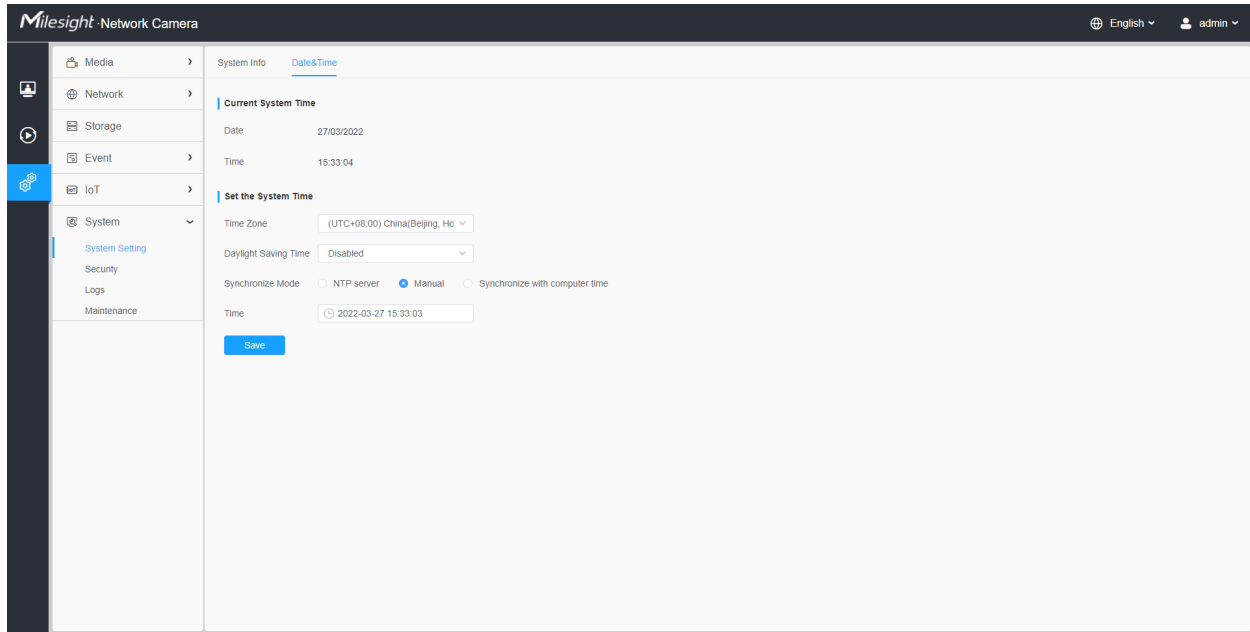 Milesight · Network Camera
English
admin
Media
Network
Storage
Event
IoT
System
System Setting
Security
Logs
Maintenance
System Info Date&Time
Current System Time
Date 27/03/2022
Time 15:33:04
Set the System Time
Time Zone (UTC+08:00) China(Beijing, Ho
Daylight Saving Time Disabled
Synchronize Mode NTP server Manual Synchronize with computer time
Time 2022-03-27 15:33:03
Save